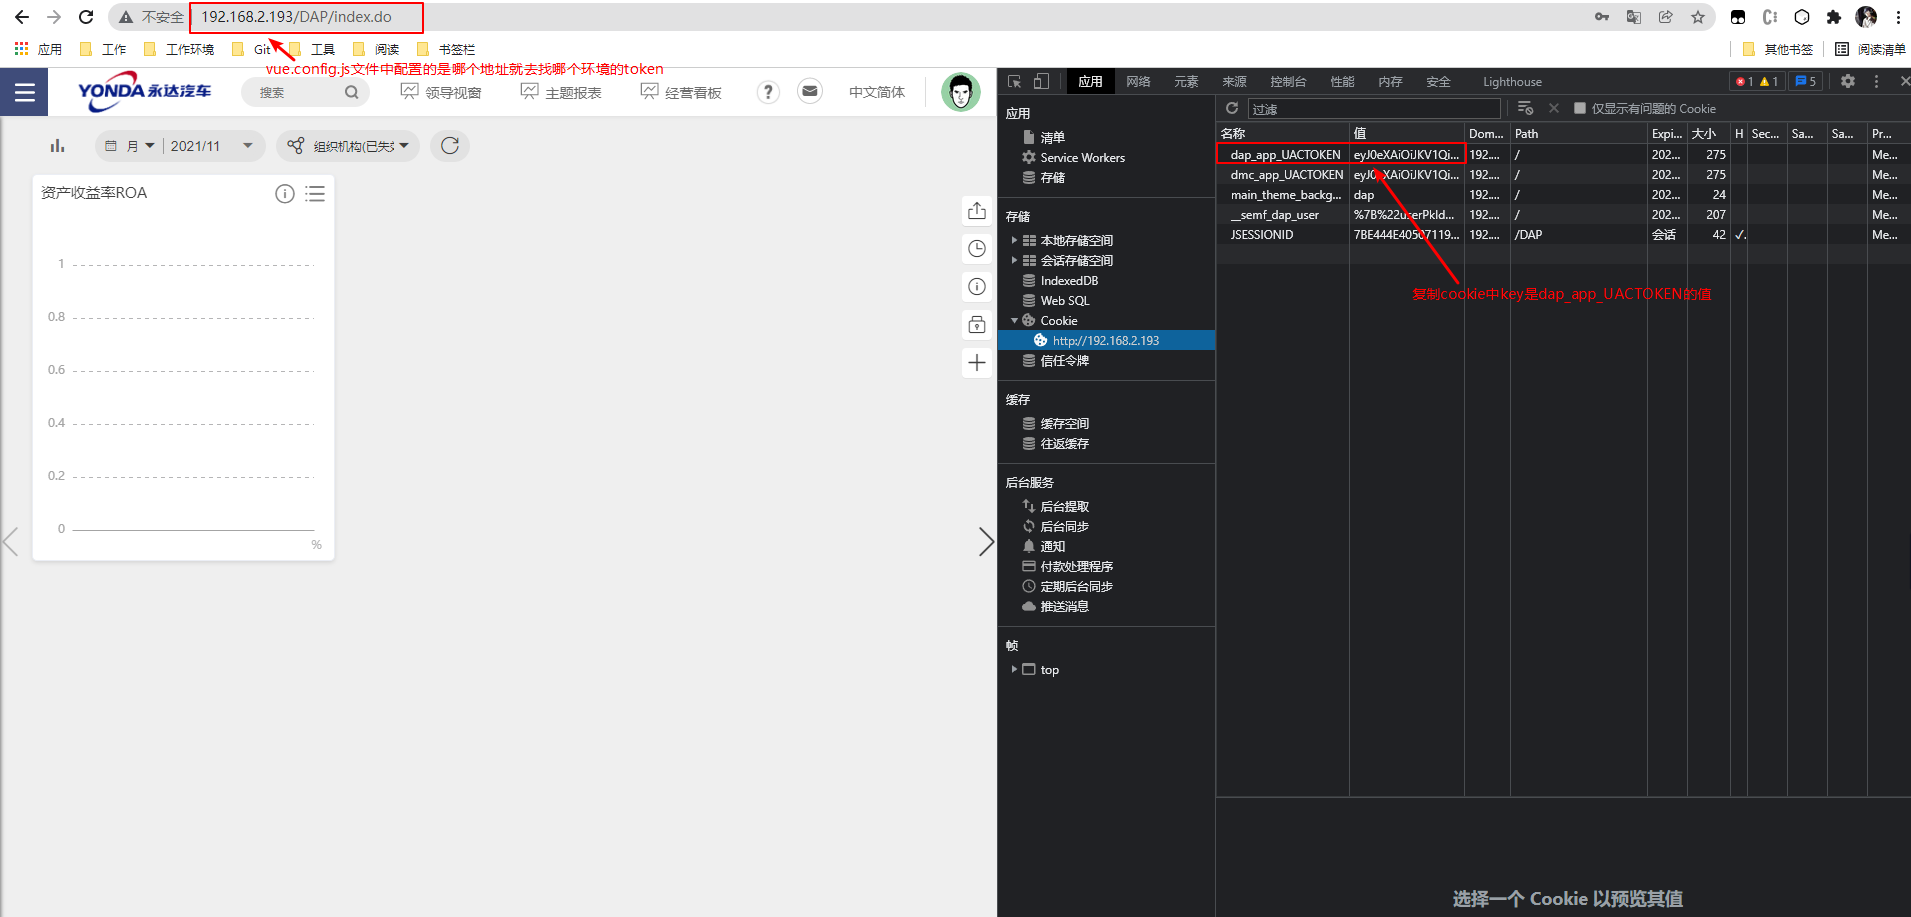 不安全 192.168.2.193/DAP/index.do
应用 工作 工作环境 Git 工具 阅读 书签栏 其他书签 阅读清单
vue.config.js文件中配置的是哪个地址就去找哪个环境的token
YONDA 永达汽车 搜索 领导视窗 主题报表 经营看板 ? 中文简体
月 2021/11 组织机构(已失
资产收益率ROA
1
0.8
0.6
0.4
0.2
0
%
应用 网络 元素 来源 控制台 性能 内存 安全 Lighthouse 1 1 5
应用
清单
Service Workers
存储
存储
本地存储空间
会话存储空间
IndexedDB
Web SQL
Cookie
http://192.168.2.193
信任令牌
缓存
缓存空间
往返缓存
后台服务
后台提取
后台同步
通知
付款处理程序
定期后台同步
推送消息
帧
top
过滤 仅显示有问题的 Cookie
名称 值 Dom... Path Expi... 大小 H Sec... Sa... Sa... Pr...
dap_app_UACTOKEN eyJ0eXAiOiJKV1Qi... 192.... / 202... 275 Me...
dmc_app_UACTOKEN eyJ0eXAiOiJKV1Qi... 192.... / 202... 275 Me...
main_theme_backg... dap 192.... / 202... 24 Me...
__semf_dap_user %7B%22userPkId... 192.... / 202... 207 Me...
JSESSIONID 7BE444E40507119... 192.... /DAP 会话 42 ✓ Me...
复制cookie中key是dap_app_UACTOKEN的值
选择一个 Cookie 以预览其值